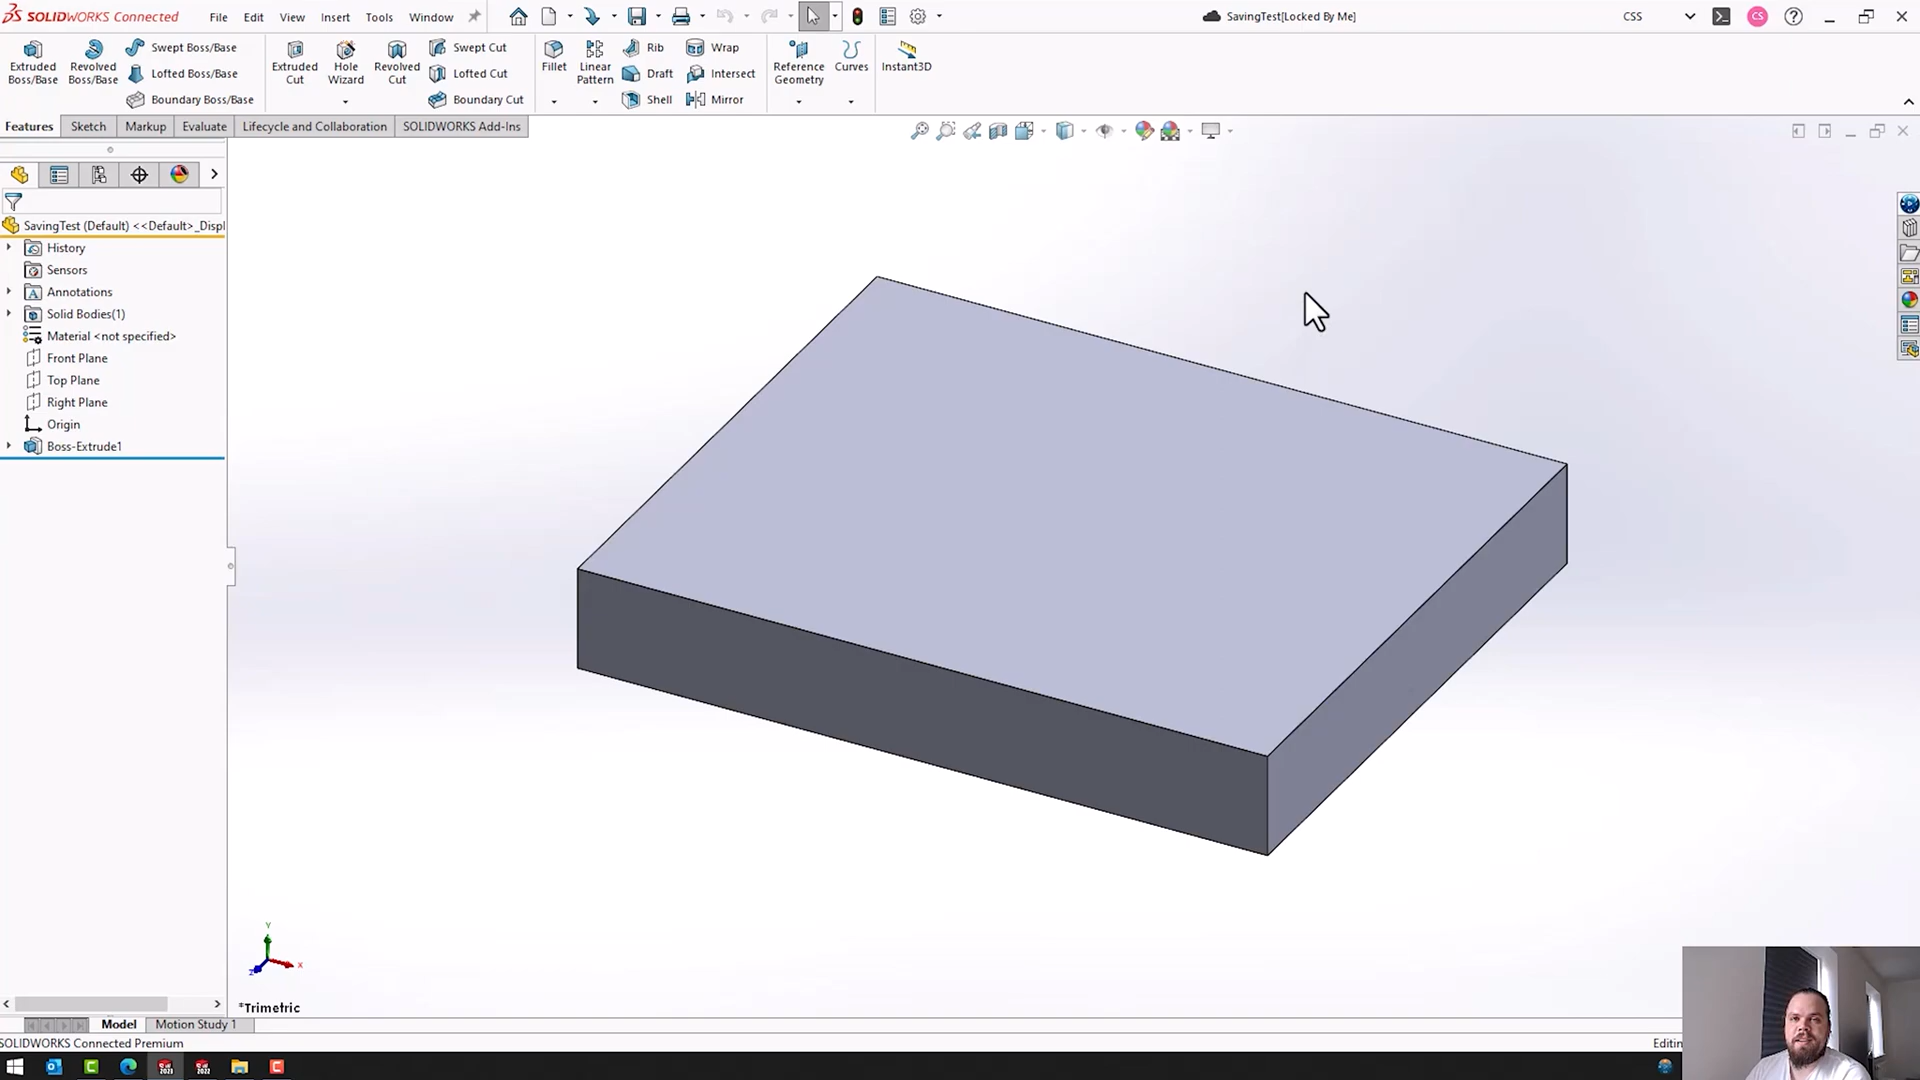 SOLIDWORKS Connected File Edit View Insert Tools Window SavingTest[Locked By Me] CSS CS
Extruded Boss/Base
Revolved Boss/Base
Swept Boss/Base
Lofted Boss/Base
Boundary Boss/Base
Extruded Cut
Hole Wizard
Revolved Cut
Swept Cut
Lofted Cut
Boundary Cut
Fillet
Linear Pattern
Rib
Draft
Shell
Wrap
Intersect
Mirror
Reference Geometry
Curves
Instant3D
Features Sketch Markup Evaluate Lifecycle and Collaboration SOLIDWORKS Add-Ins
SavingTest (Default) <<Default>_Displ
History
Sensors
Annotations
Solid Bodies(1)
Material <not specified>
Front Plane
Top Plane
Right Plane
Origin
Boss-Extrude1
Y
X
Z
*Trimetric
Model Motion Study 1
SOLIDWORKS Connected Premium Editin